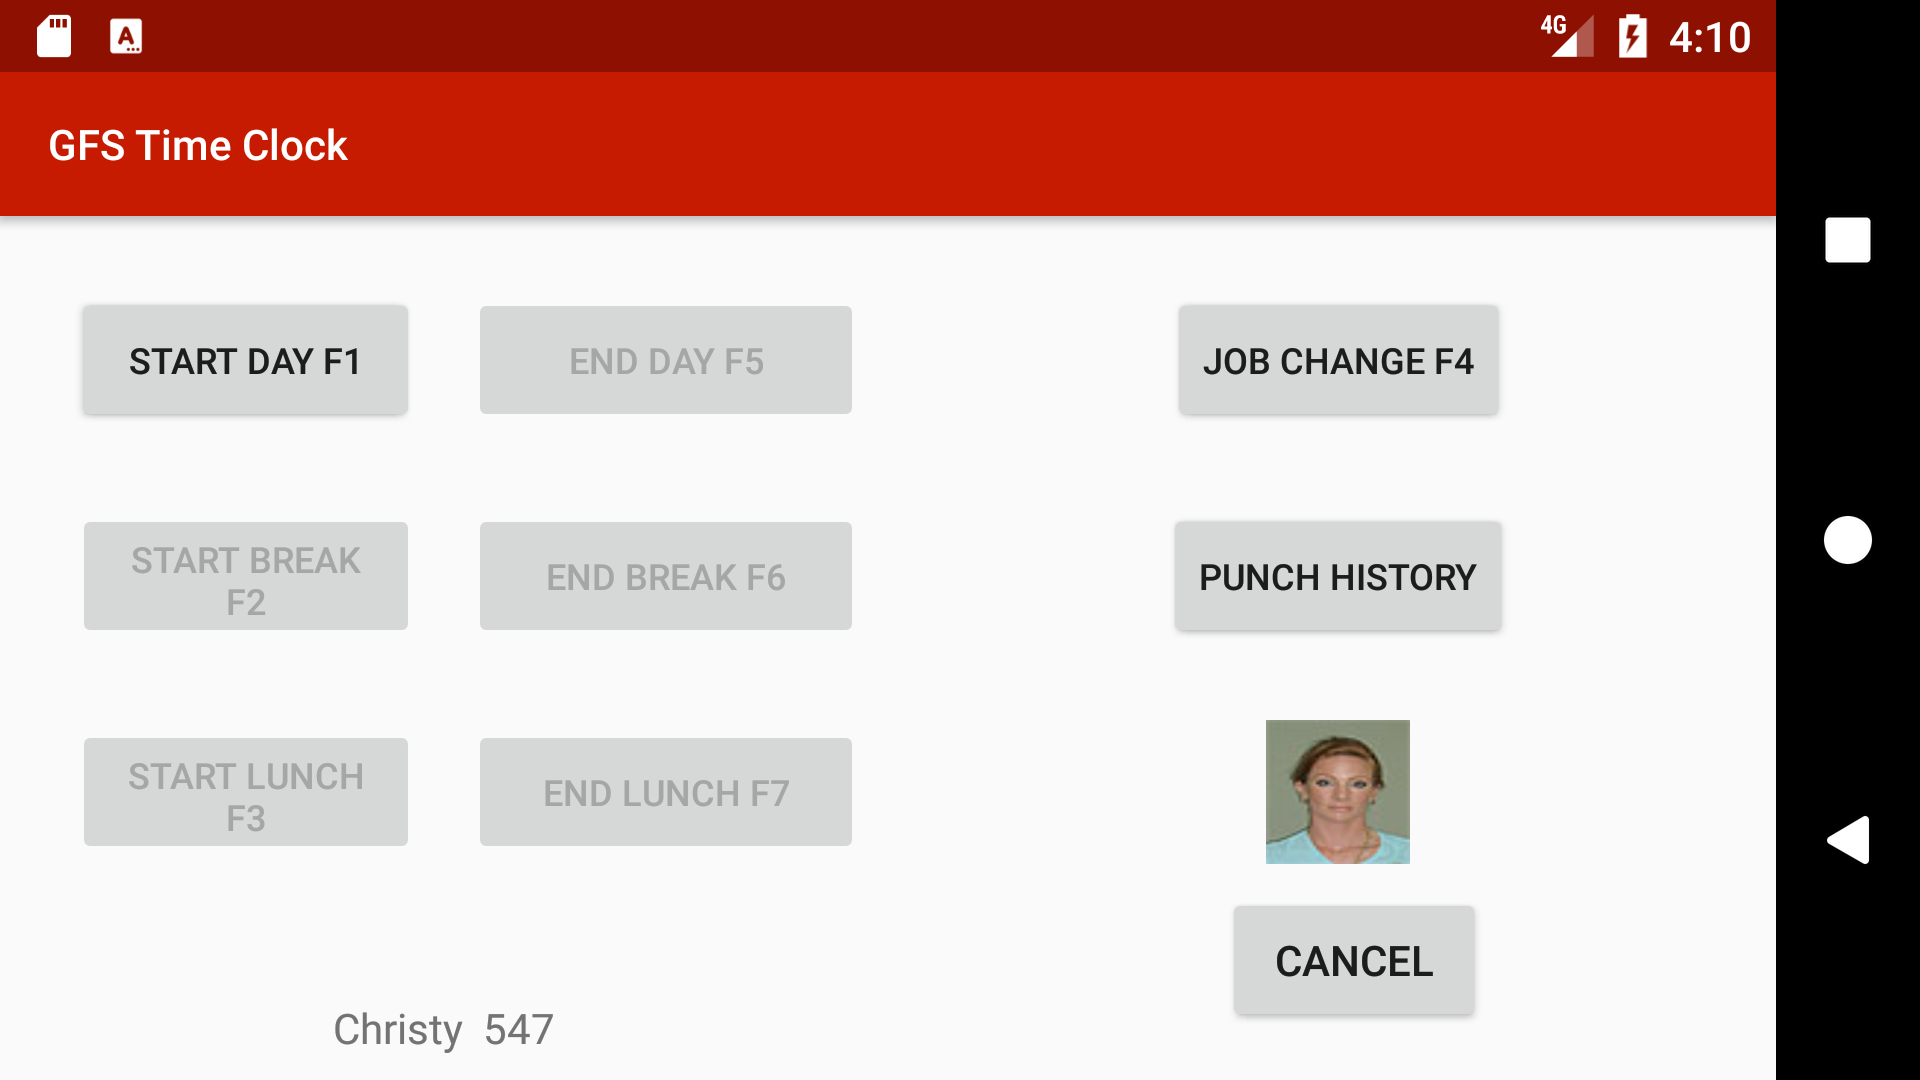 4G 4:10
GFS Time Clock
START DAY F1
END DAY F5
JOB CHANGE F4
START BREAK
F2
END BREAK F6
PUNCH HISTORY
START LUNCH
F3
END LUNCH F7
CANCEL
Christy 547